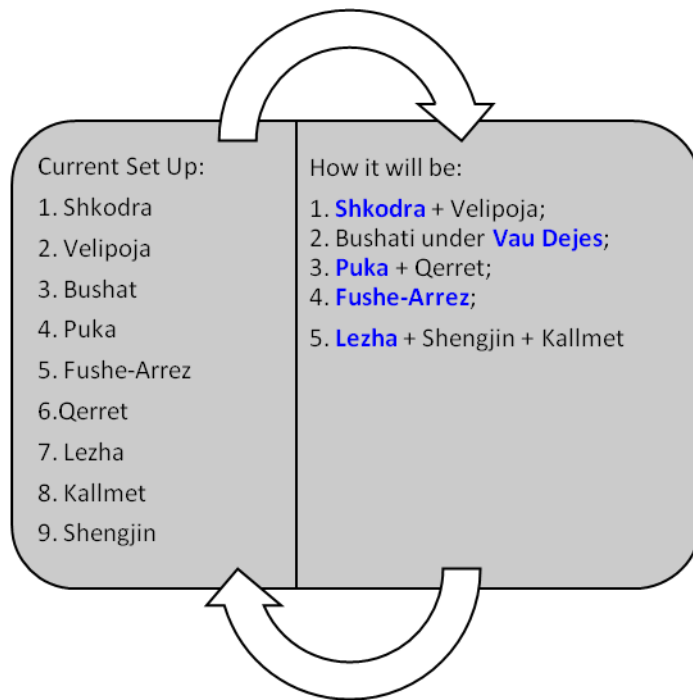 Current Set Up:
1. Shkodra
2. Velipoja
3. Bushat
4. Puka
5. Fushe-Arrez
6.Qerret
7. Lezha
8. Kallmet
9. Shengjin
How it will be:
1. Shkodra + Velipoja;
2. Bushati under Vau Dejes;
3. Puka + Qerret;
4. Fushe-Arrez;
5. Lezha + Shengjin + Kallmet